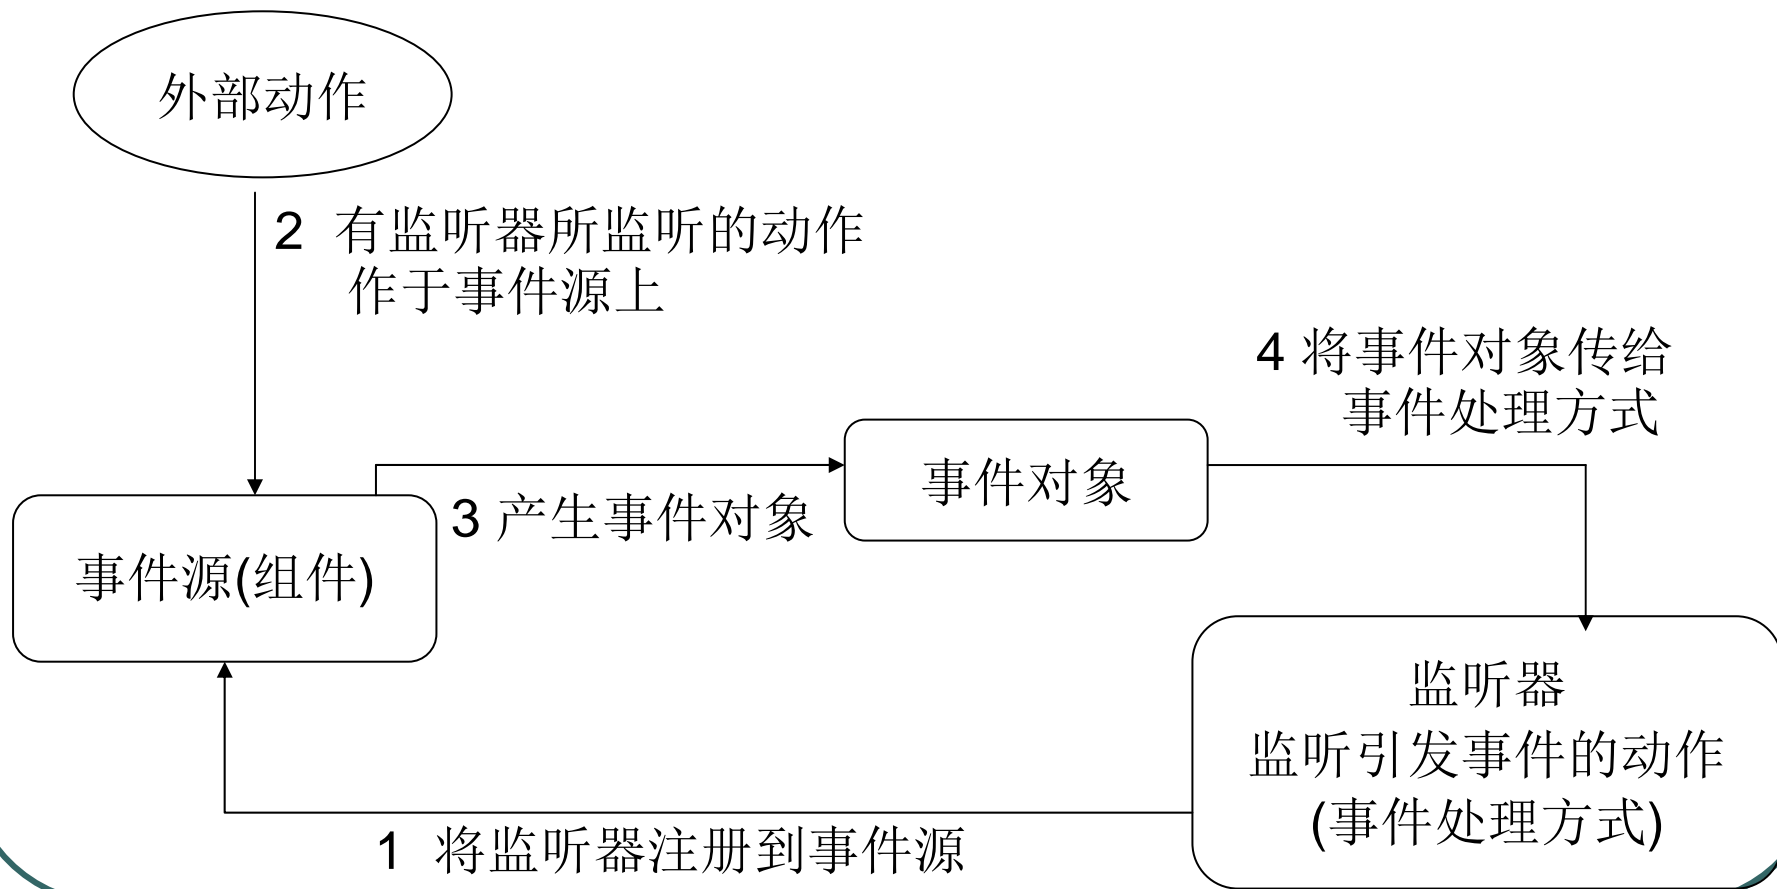 外部动作
2 有监听器所监听的动作
作于事件源上
4 将事件对象传给
事件处理方式
事件对象
3 产生事件对象
事件源(组件)
监听器
监听引发事件的动作
(事件处理方式)
1 将监听器注册到事件源